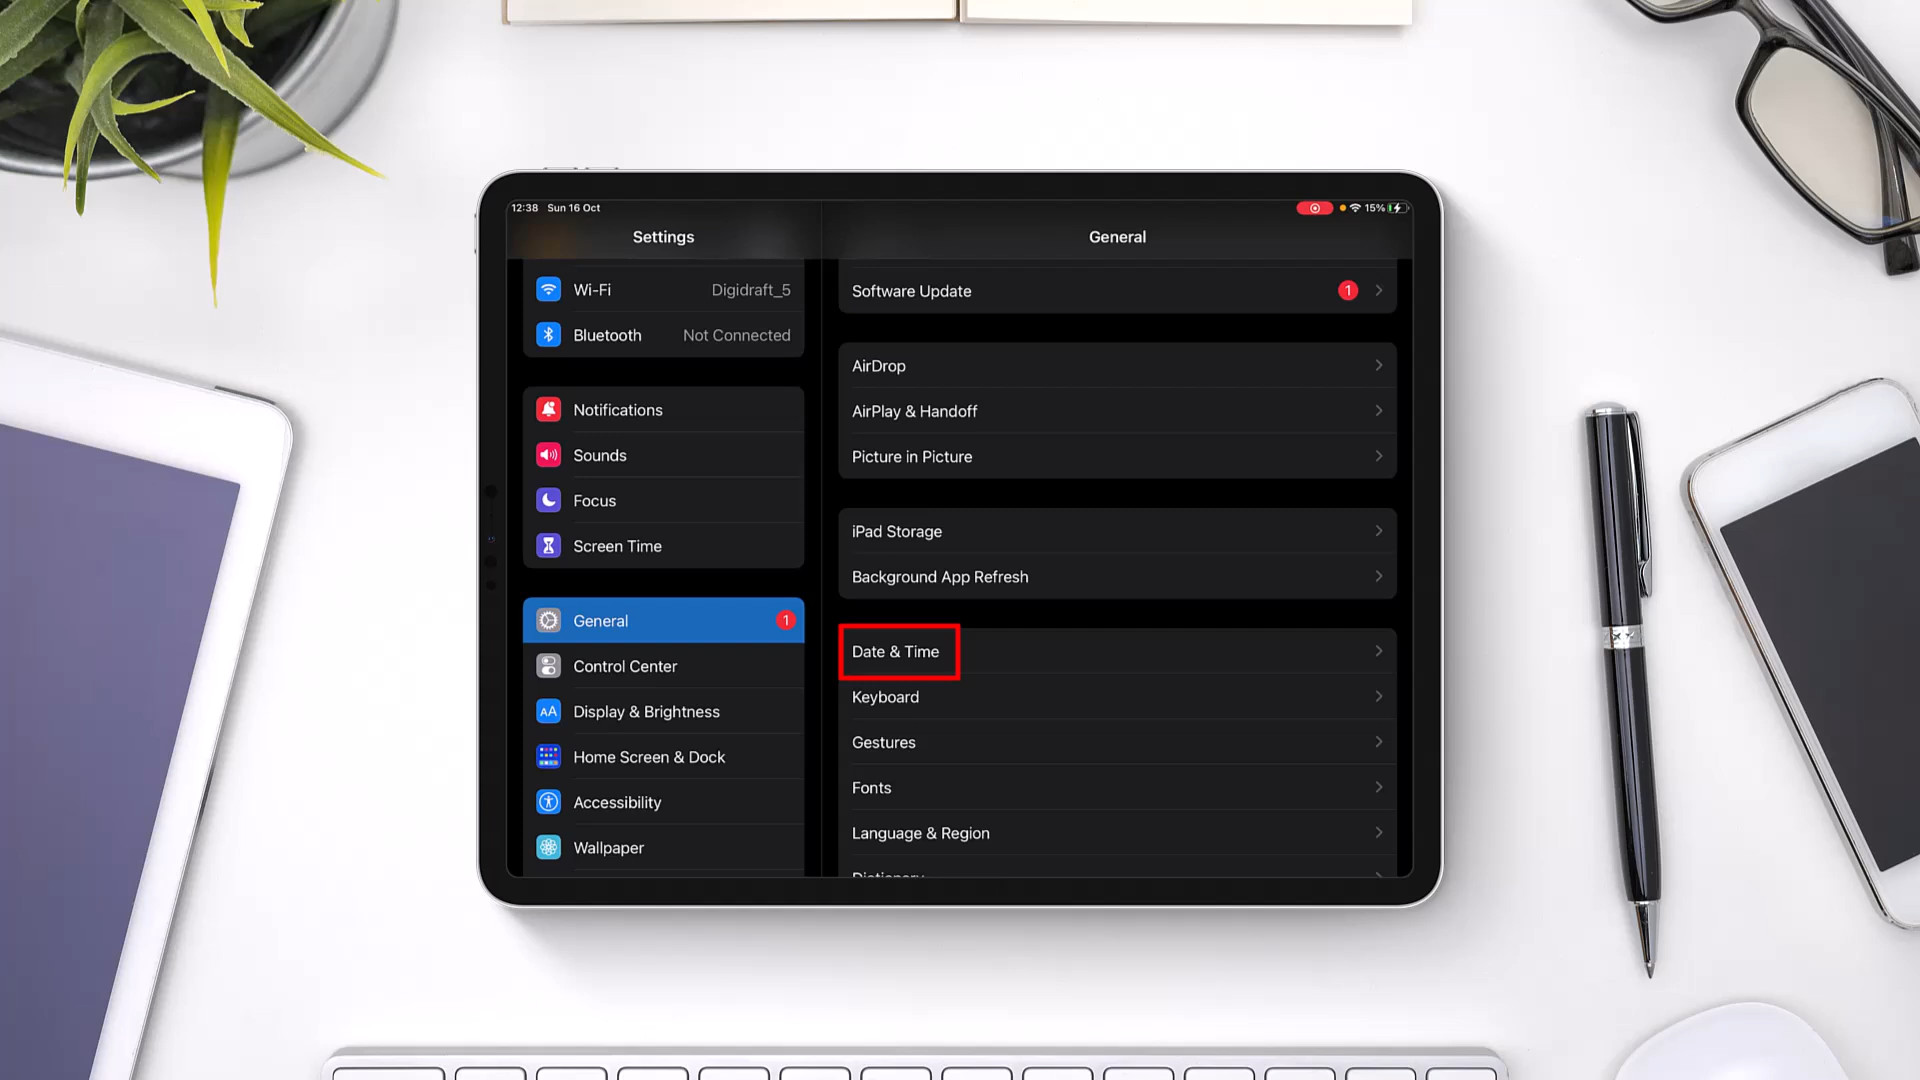 12:38 Sun 16 Oct
15%
Settings
General
Wi-Fi Digidraft_5
Bluetooth Not Connected
Notifications
Sounds
Focus
Screen Time
General 1
Control Center
AA Display & Brightness
Home Screen & Dock
Accessibility
Wallpaper
Software Update 1
AirDrop
AirPlay & Handoff
Picture in Picture
iPad Storage
Background App Refresh
Date & Time
Keyboard
Gestures
Fonts
Language & Region
Dictionary